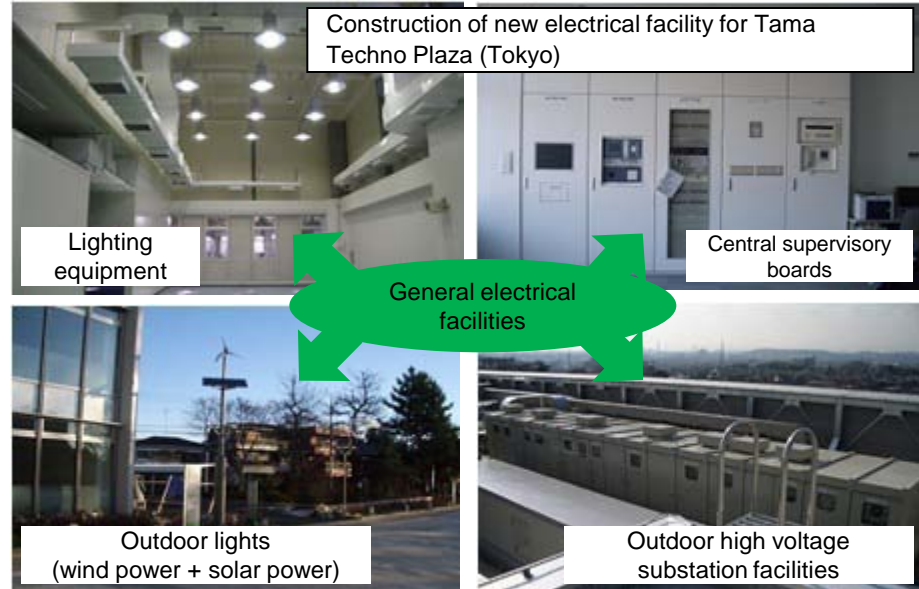 Construction of new electrical facility for Tama
Techno Plaza (Tokyo)
Lighting
equipment
Central supervisory
boards
General electrical
facilities
Outdoor lights
(wind power + solar power)
Outdoor high voltage
substation facilities